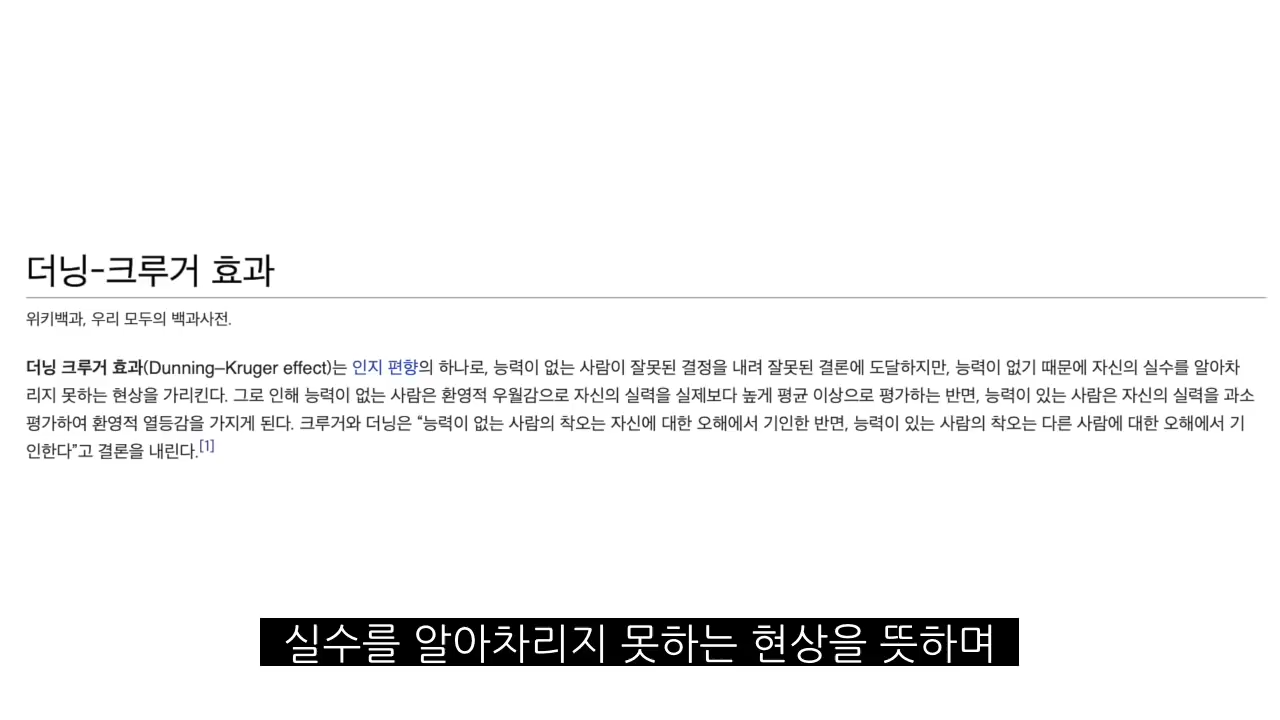 더닝-크루거 효과
위키백과, 우리 모두의 백과사전.
더닝 크루거 효과(Dunning–Kruger effect)는 인지 편향의 하나로, 능력이 없는 사람이 잘못된 결정을 내려 잘못된 결론에 도달하지만, 능력이 없기 때문에 자신의 실수를 알아차
리지 못하는 현상을 가리킨다. 그로 인해 능력이 없는 사람은 환영적 우월감으로 자신의 실력을 실제보다 높게 평균 이상으로 평가하는 반면, 능력이 있는 사람은 자신의 실력을 과소
평가하여 환영적 열등감을 가지게 된다. 크루거와 더닝은 “능력이 없는 사람의 착오는 자신에 대한 오해에서 기인한 반면, 능력이 있는 사람의 착오는 다른 사람에 대한 오해에서 기
인한다”고 결론을 내린다.[1]
실수를 알아차리지 못하는 현상을 뜻하며